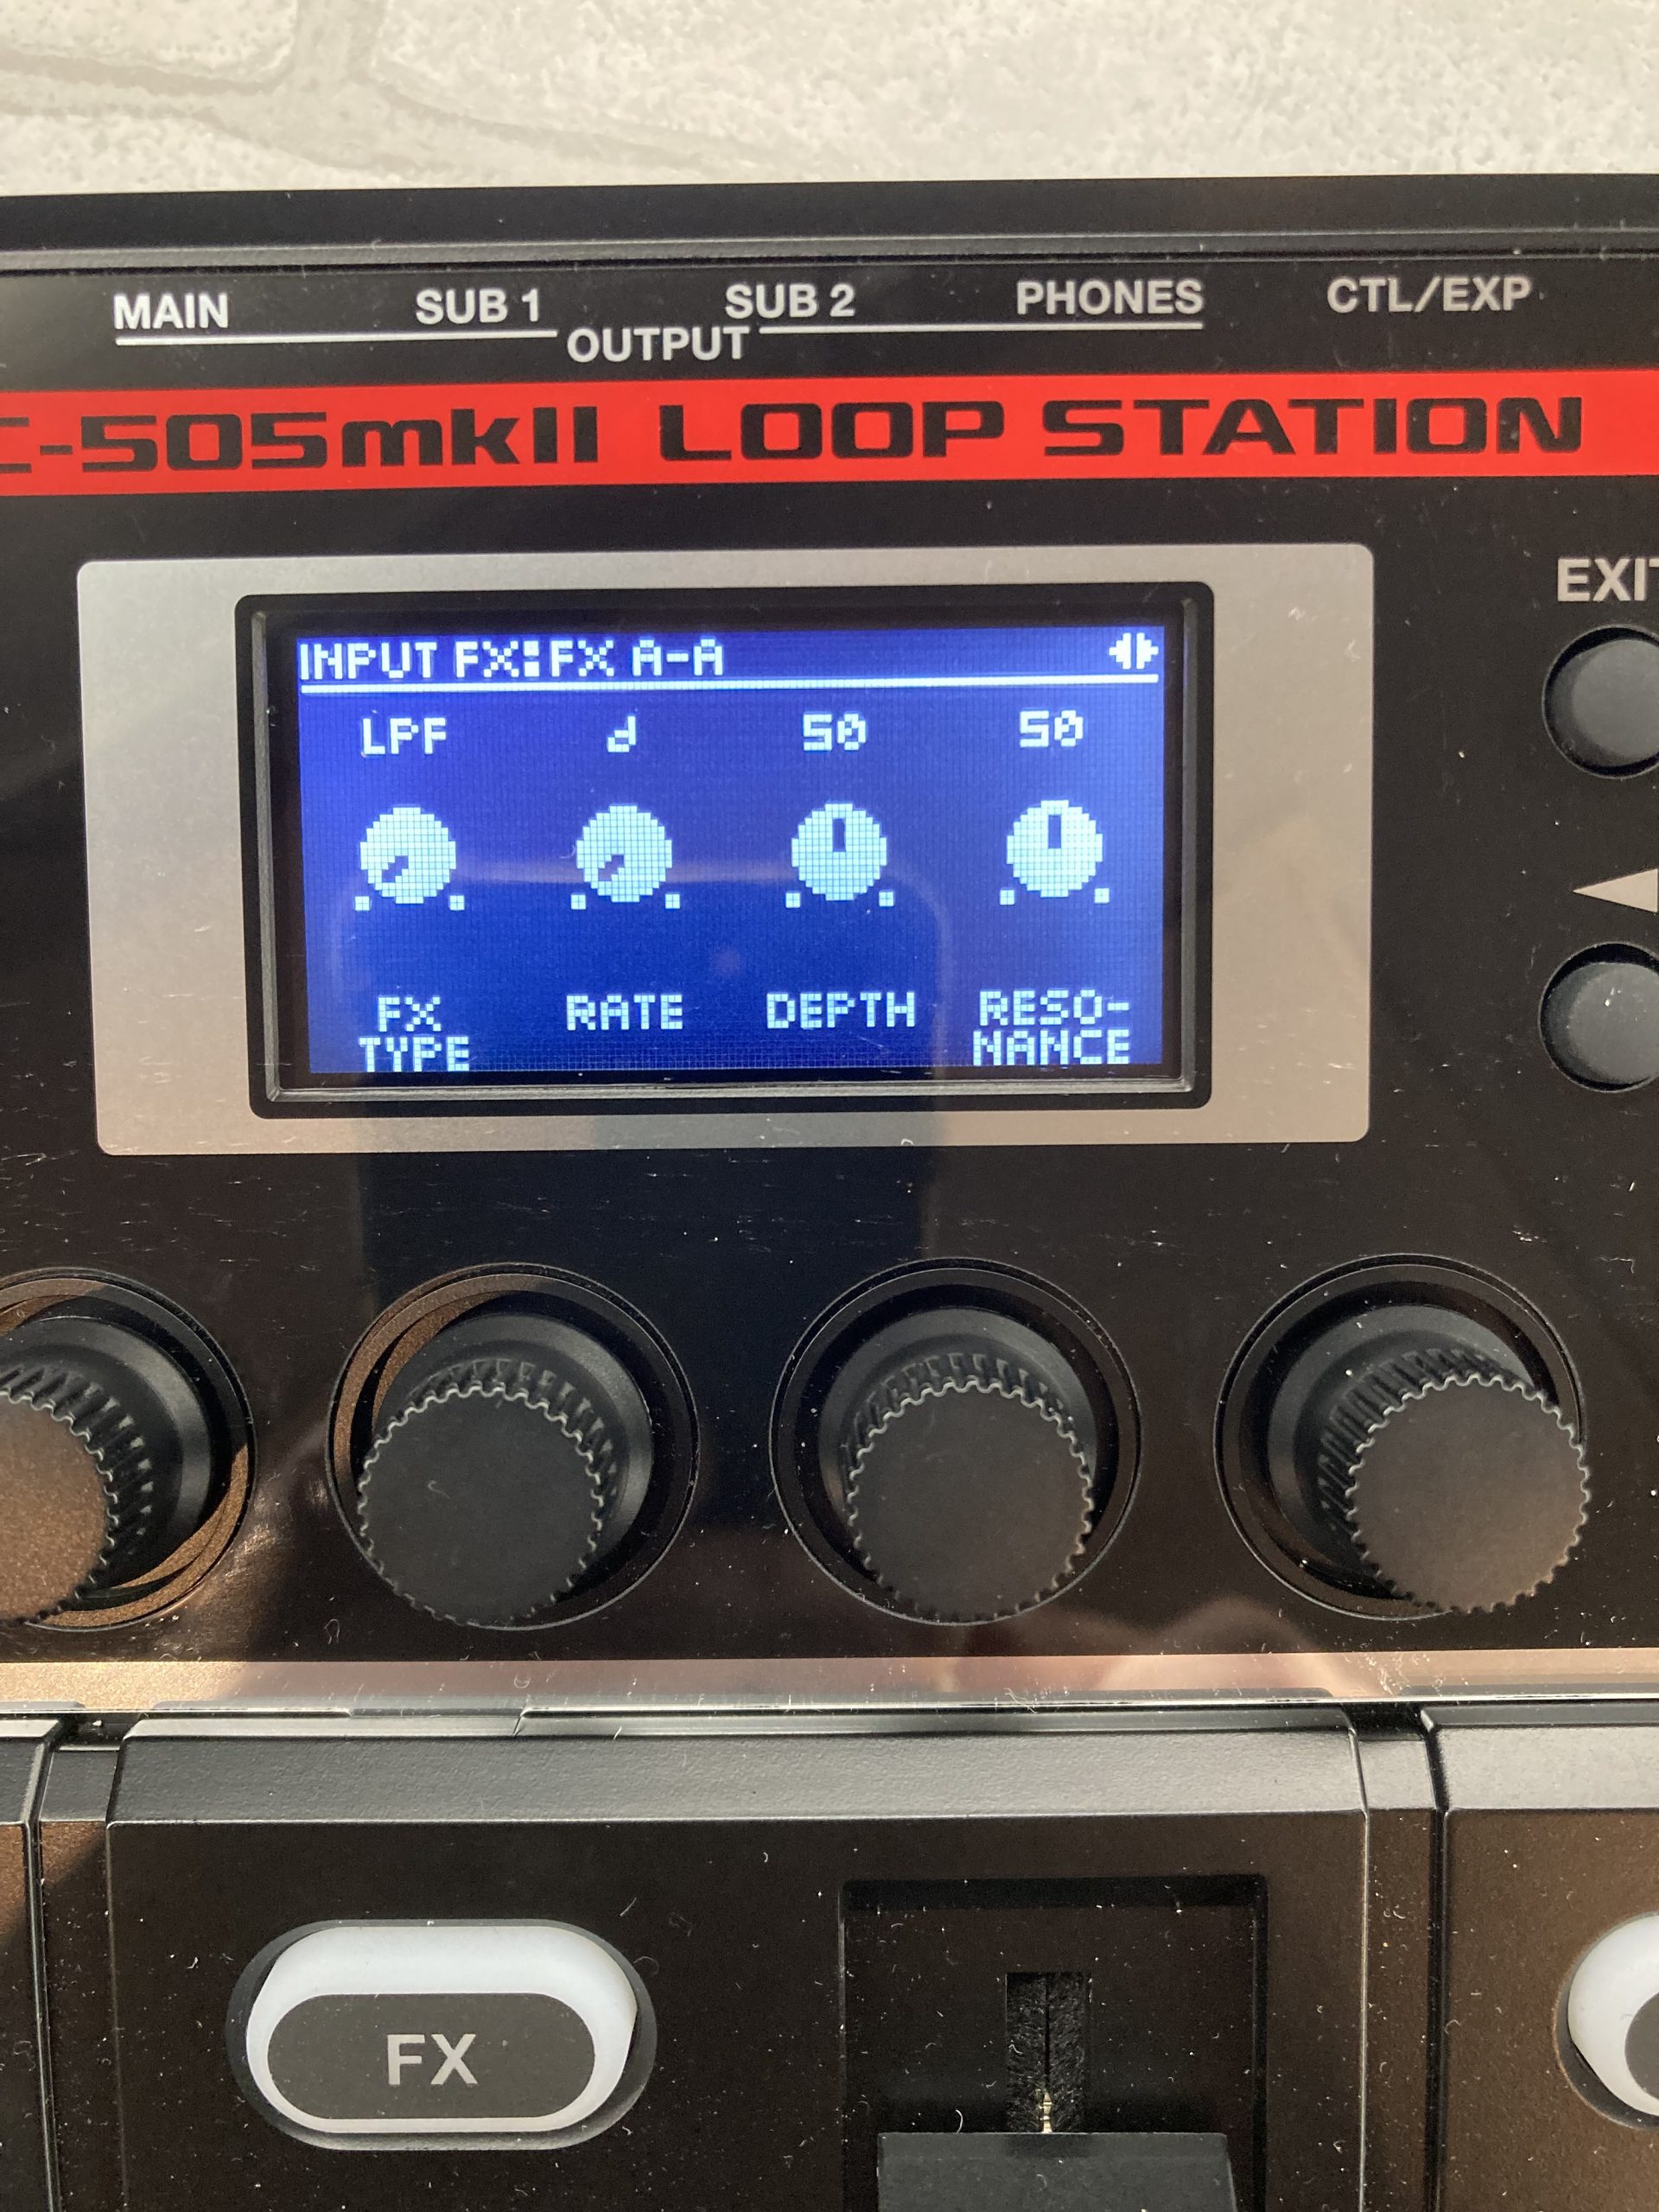 MAIN SUB 1 SUB 2 PHONES CTL/EXP
OUTPUT
C-505mkII LOOP STATION
EXIT
INPUT FX:FX A-A
LPF 50 50
FX TYPE RATE DEPTH RESO-NANCE
FX